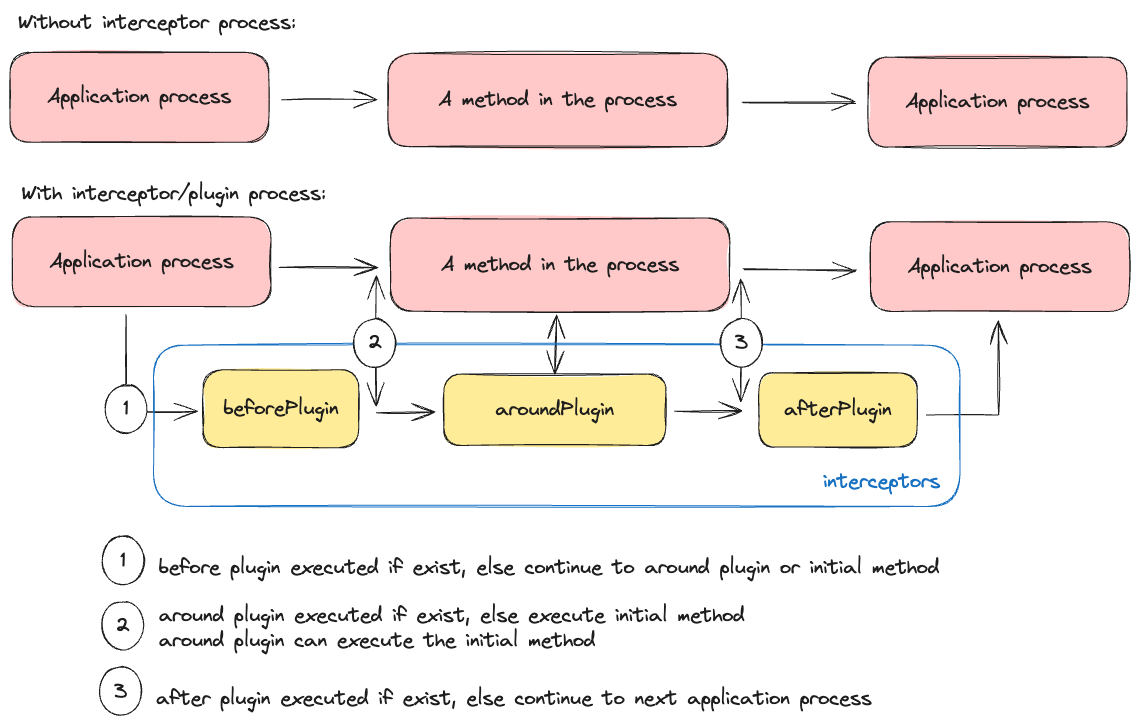 Without interceptor process:
Application process
A method in the process
Application process
With interceptor/plugin process:
Application process
A method in the process
Application process
2
3
1
beforePlugin
aroundPlugin
afterPlugin
interceptors
1
before plugin executed if exist, else continue to around plugin or initial method
2
around plugin executed if exist, else execute initial method
around plugin can execute the initial method
3
after plugin executed if exist, else continue to next application process